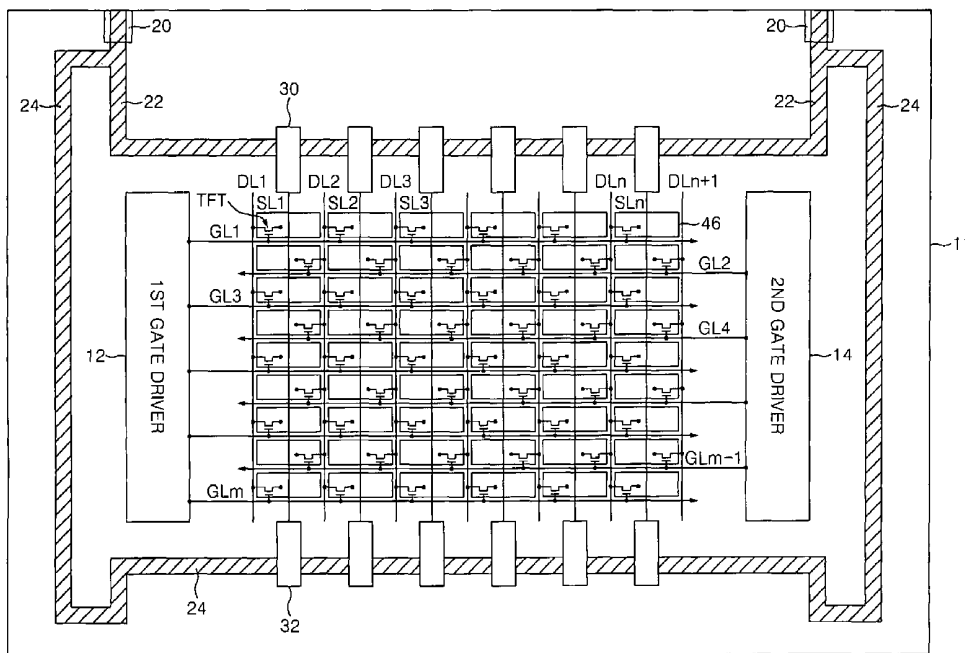 20 20
24 22 30 22 24
DL1 DL2 DL3 DLn DLn+1
TFT SL1 SL2 SL3 SLn
46
GL1
GL2
GL3
GL4
12 1ST GATE DRIVER
2ND GATE DRIVER 14
GLm-1
GLm
24 32